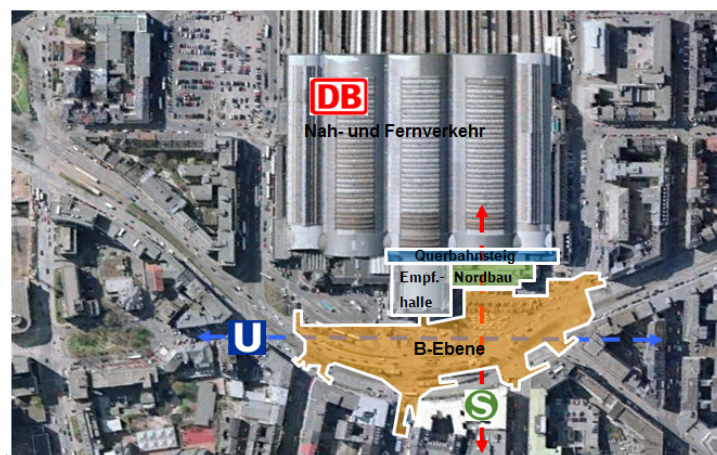 DB
Nah- und Fernverkehr
Querbahnsteig
Empf.-
halle
Nordbau
U
B-Ebene
S